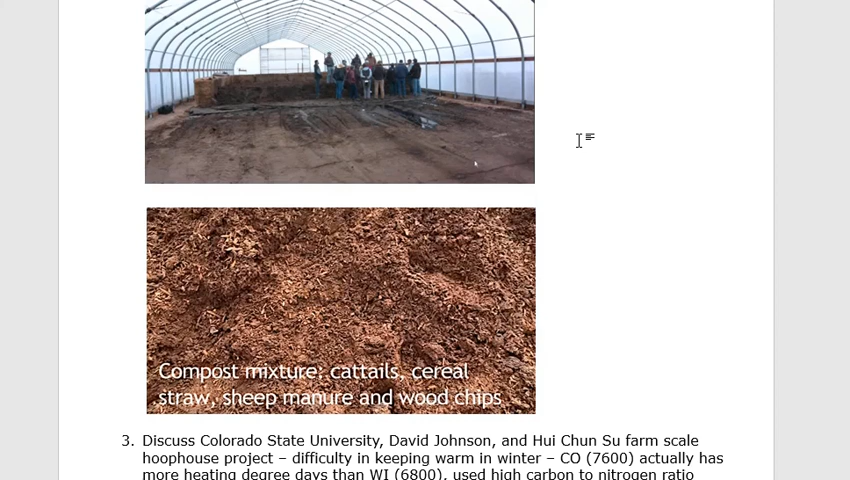 Compost mixture: cattails, cereal
straw, sheep manure and wood chips
3. Discuss Colorado State University, David Johnson, and Hui Chun Su farm scale
hoophouse project – difficulty in keeping warm in winter – CO (7600) actually has
more heating degree days than WI (6800), used high carbon to nitrogen ratio